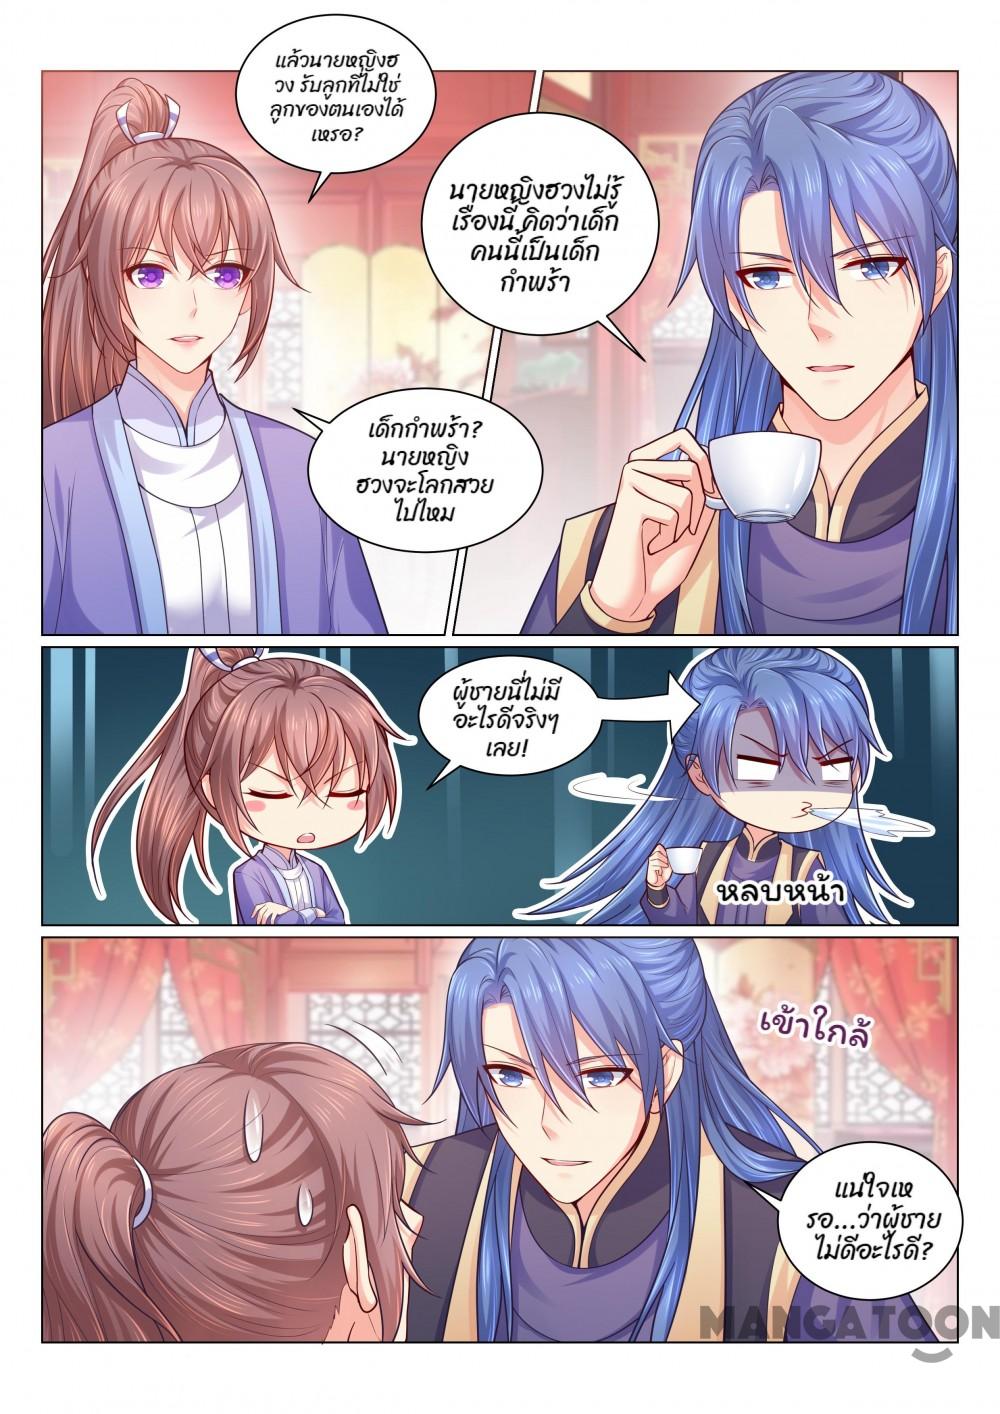 แล้วนายหญิงฮ
วง รับลูกที่ไม่ใช่
ลูกของตนเองได้
เหรอ?
นายหญิงฮวงไม่รู้
เรื่องนี้ คิดว่าเด็ก
คนนี้เป็นเด็ก
กำพร้า
เด็กกำพร้า?
นายหญิง
ฮวงจะโลกสวย
ไปไหม
ผู้ชายนี่ไม่มี
อะไรดีจริงๆ
เลย!
หลบหน้า
เข้าใกล้
แน่ใจเห
รอ...ว่าผู้ชาย
ไม่ดีอะไรดี?
MANGATOON